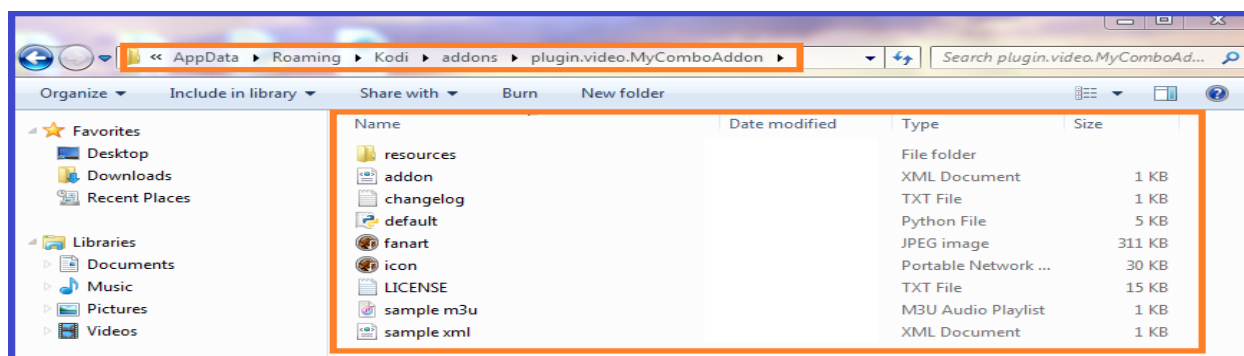 « AppData Roaming Kodi addons plugin.video.MyComboAddon Search plugin.video.MyComboAd...
Organize Include in library Share with Burn New folder
Name Date modified Type Size
Favorites
Desktop
Downloads
Recent Places
Libraries
Documents
Music
Pictures
Videos
resources File folder
addon XML Document 1 KB
changelog TXT File 1 KB
default Python File 5 KB
fanart JPEG image 311 KB
icon Portable Network ... 30 KB
LICENSE TXT File 15 KB
sample m3u M3U Audio Playlist 1 KB
sample xml XML Document 1 KB